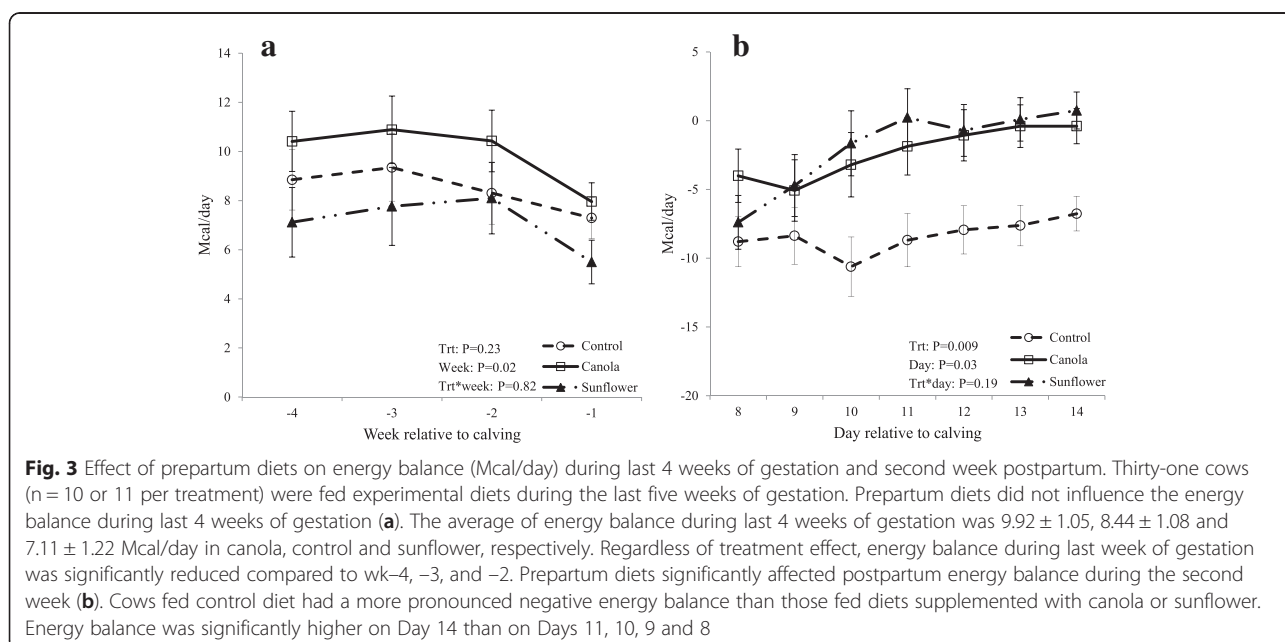 a
14
12
10
8
6
4
2
0
Mcal/day
-4 -3 -2 -1
Week relative to calving
Trt: P=0.23
Week: P=0.02
Trt*week: P=0.82
Control
Canola
Sunflower
b
5
0
-5
-10
-15
-20
Mcal/day
8 9 10 11 12 13 14
Day relative to calving
Trt: P=0.009
Day: P=0.03
Trt*day: P=0.19
Control
Canola
Sunflower
Fig. 3 Effect of prepartum diets on energy balance (Mcal/day) during last 4 weeks of gestation and second week postpartum. Thirty-one cows
(n = 10 or 11 per treatment) were fed experimental diets during the last five weeks of gestation. Prepartum diets did not influence the energy
balance during last 4 weeks of gestation (a). The average of energy balance during last 4 weeks of gestation was 9.92 ± 1.05, 8.44 ± 1.08 and
7.11 ± 1.22 Mcal/day in canola, control and sunflower, respectively. Regardless of treatment effect, energy balance during last week of gestation
was significantly reduced compared to wk–4, –3, and –2. Prepartum diets significantly affected postpartum energy balance during the second
week (b). Cows fed control diet had a more pronounced negative energy balance than those fed diets supplemented with canola or sunflower.
Energy balance was significantly higher on Day 14 than on Days 11, 10, 9 and 8